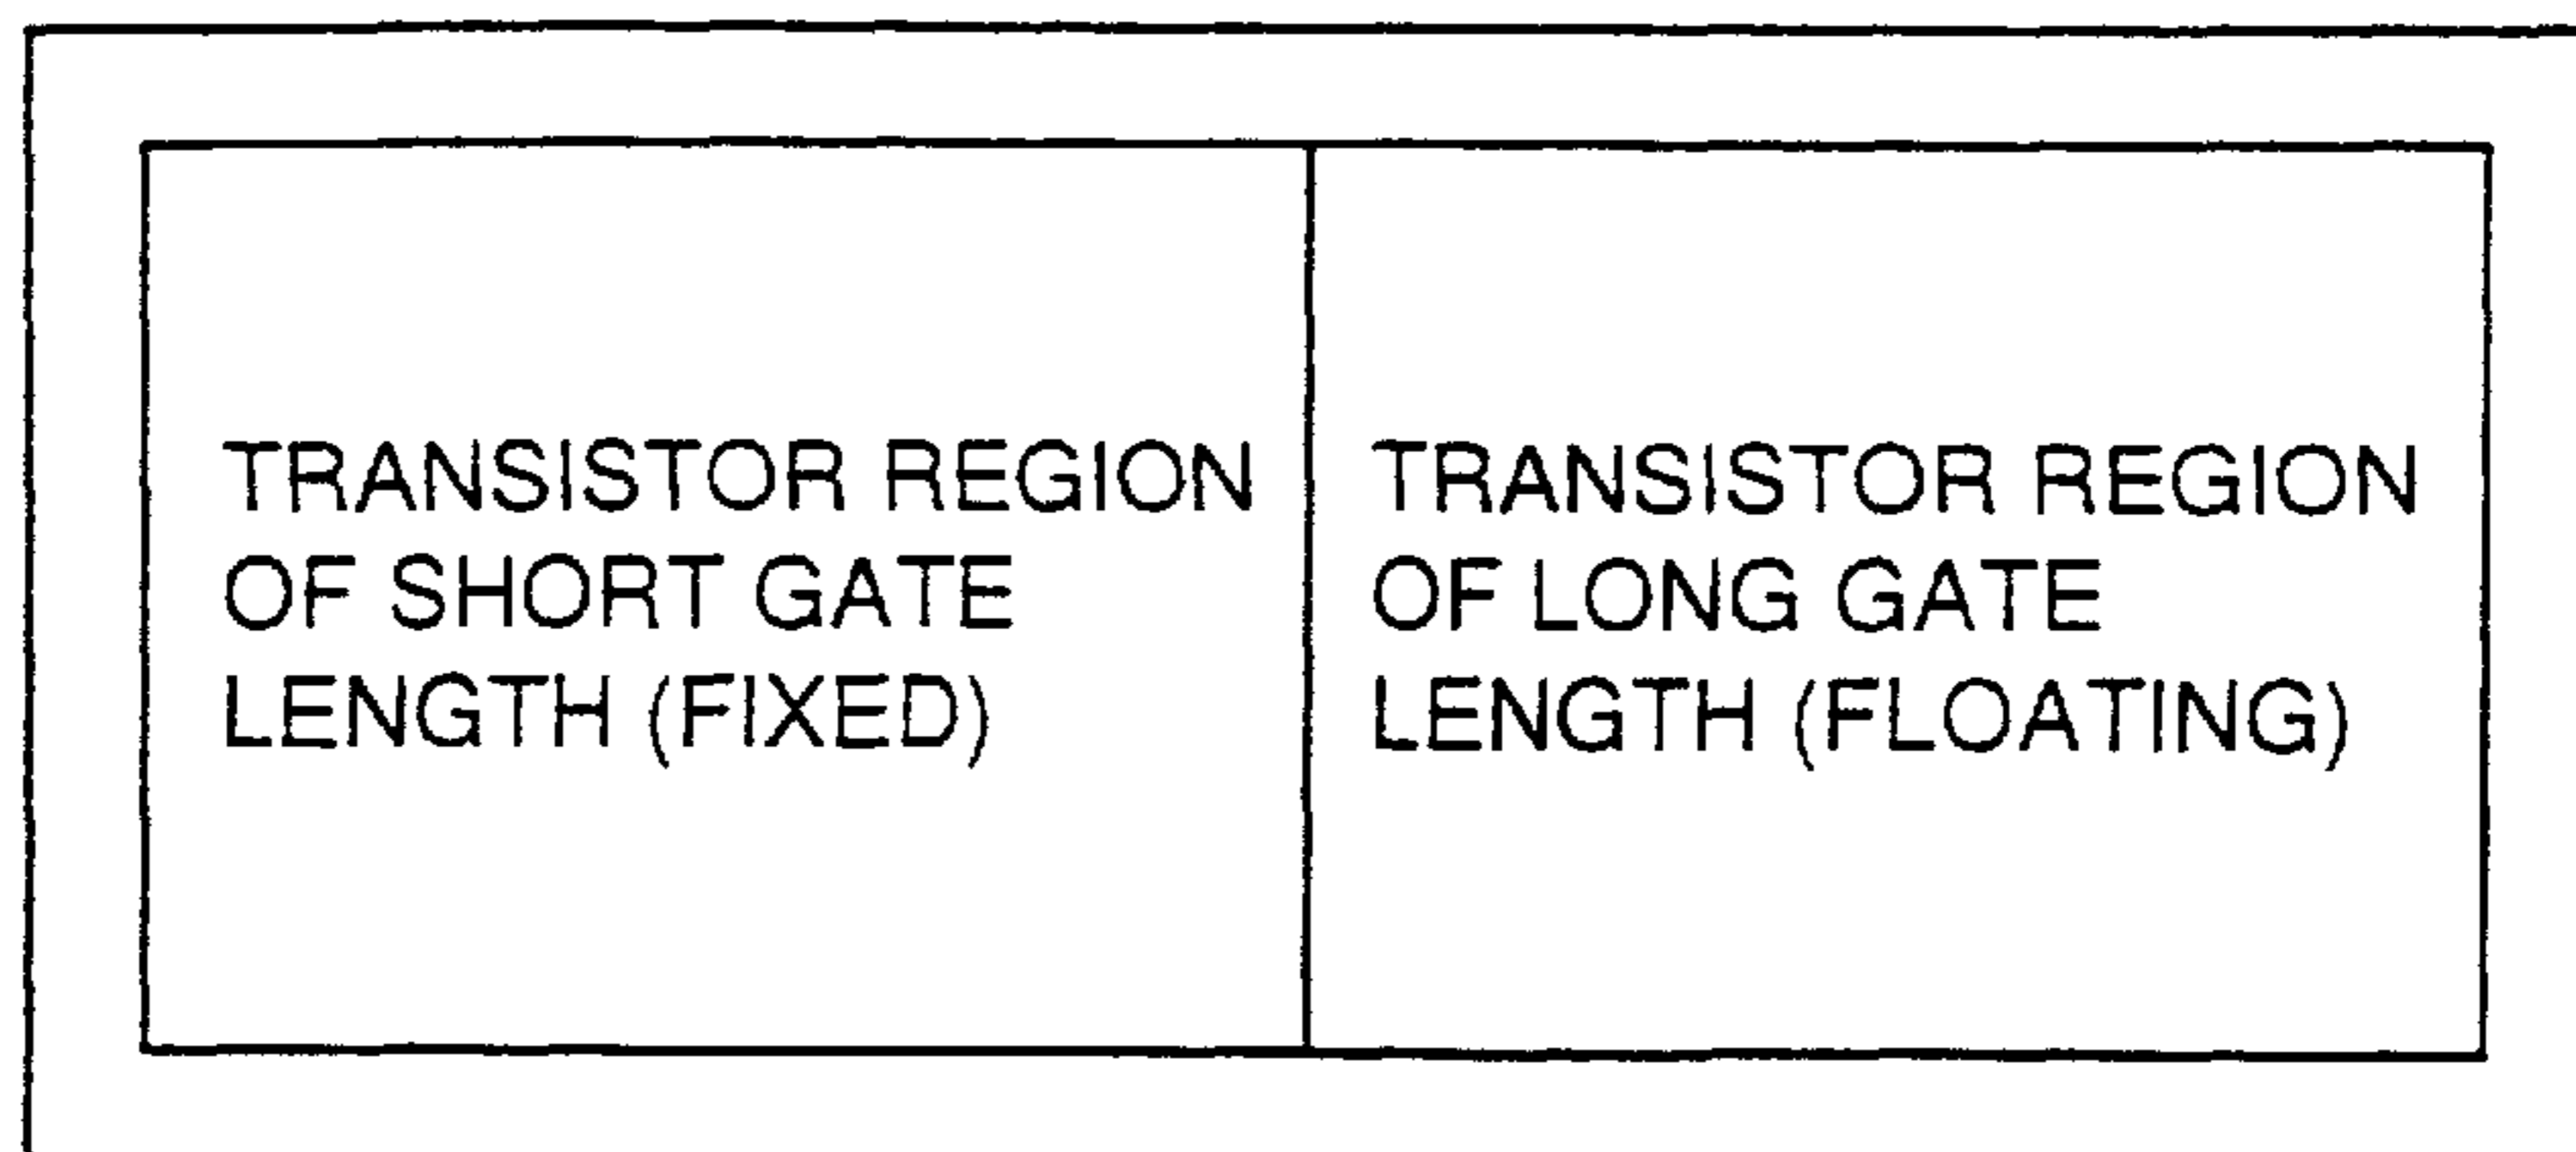 TRANSISTOR REGION
OF SHORT GATE
LENGTH (FIXED)
TRANSISTOR REGION
OF LONG GATE
LENGTH (FLOATING)